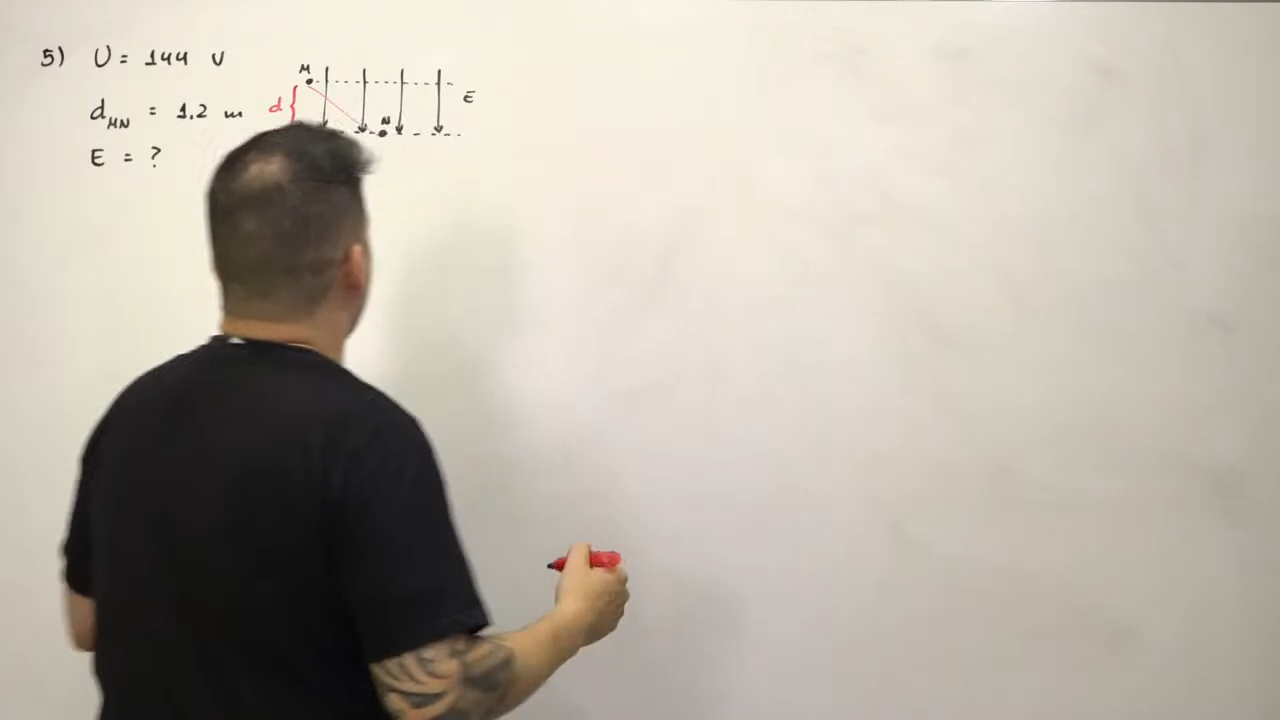 5) U = 144 V
d_MN = 1.2 m
E = ?
M
d
N
E